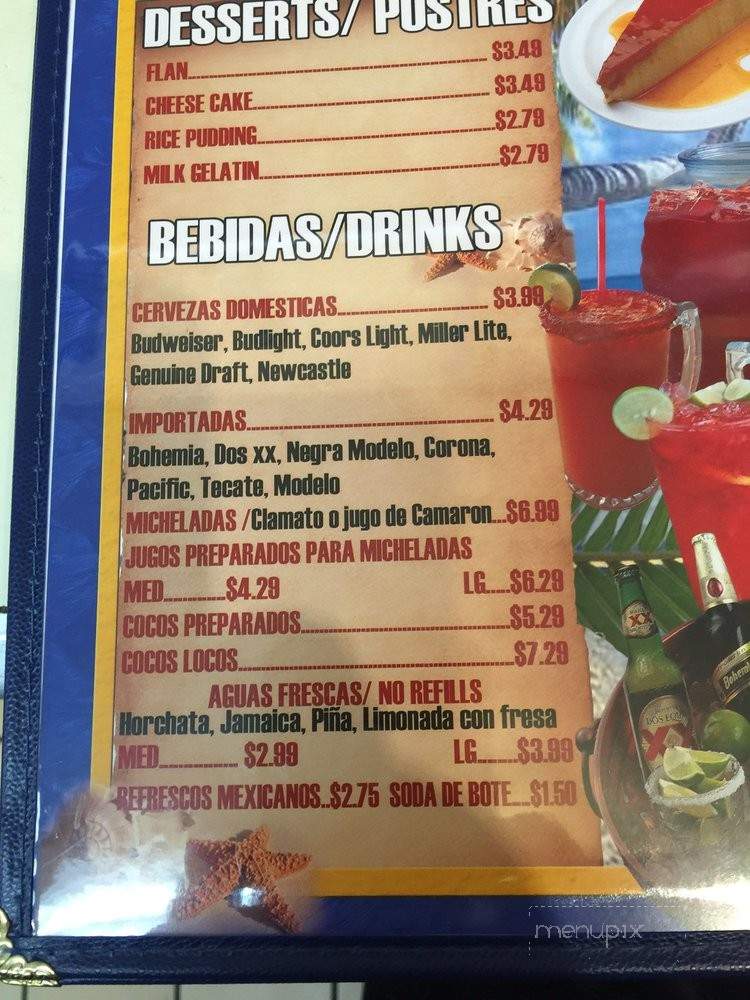 DESSERTS/ POSTRES
FLAN........................................ $3.49
CHEESE CAKE................................ $3.49
RICE PUDDING................................$2.79
MILK GELATIN................................$2.79
BEBIDAS/DRINKS
CERVEZAS DOMESTICAS...................... $3.99
Budweiser, Budlight, Coors Light, Miller Lite,
Genuine Draft, Newcastle
IMPORTADAS................................... $4.29
Bohemia, Dos xx, Negra Modelo, Corona,
Pacific, Tecate, Modelo
MICHELADAS /Clamato o jugo de Camaron...$6.99
JUGOS PREPARADOS PARA MICHELADAS
MED.............$4.29 LG.....$6.29
COCOS PREPARADOS..............................$5.29
COCOS LOCOS........................................$7.29
AGUAS FRESCAS/ NO REFILLS
Horchata, Jamaica, Piña, Limonada con fresa
MED................ $2.99 LG.........$3.99
REFRESCOS MEXICANOS..$2.75 SODA DE BOTE....$1.50
XX
DOS EQUIS
XX
Bohemia
menupix